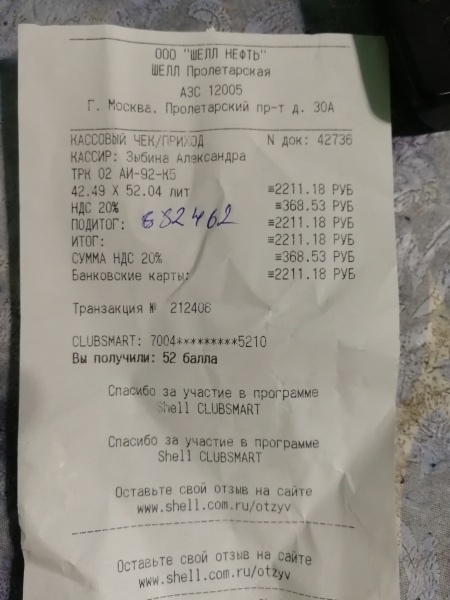 ООО "ШЕЛЛ НЕФТЬ"
ШЕЛЛ Пролетарская
АЗС 12005
Г. Москва, Пролетарский пр-т д. 30А
КАССОВЫЙ ЧЕК/ПРИХОД N док: 42736
КАССИР: Зыбина Александра
ТРК 02 АИ-92-К5
42.49 X 52.04 лит ≡2211.18 РУБ
НДС 20% ≡368.53 РУБ
ПОДИТОГ: 682462 ≡2211.18 РУБ
ИТОГ: ≡2211.18 РУБ
СУММА НДС 20% ≡368.53 РУБ
Банковские карты: ≡2211.18 РУБ
Транзакция № 212406
CLUBSMART: 7004*********5210
Вы получили: 52 балла
Спасибо за участие в программе
Shell CLUBSMART
Спасибо за участие в программе
Shell CLUBSMART
Оставьте свой отзыв на сайте
www.shell.com.ru/otzyv
Оставьте свой отзыв на сайте
www.shell.com.ru/otzyv